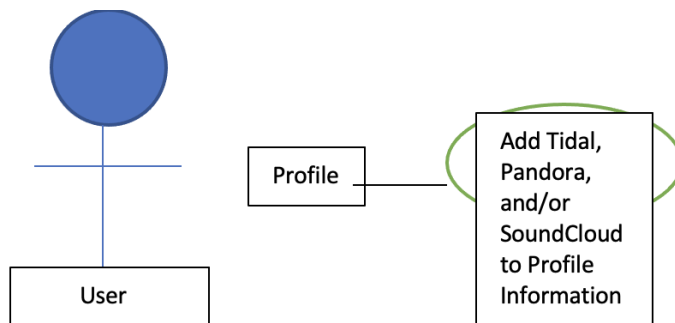 User
Profile
Add Tidal,
Pandora,
and/or
SoundCloud
to Profile
Information